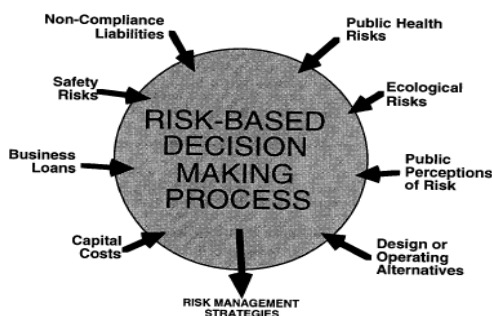 Non-Compliance
Liabilities
Public Health
Risks
Safety
Risks
Ecological
Risks
RISK-BASED
DECISION
MAKING
PROCESS
Business
Loans
Public
Perceptions
of Risk
Capital
Costs
Design or
Operating
Alternatives
RISK MANAGEMENT
STRATEGIES